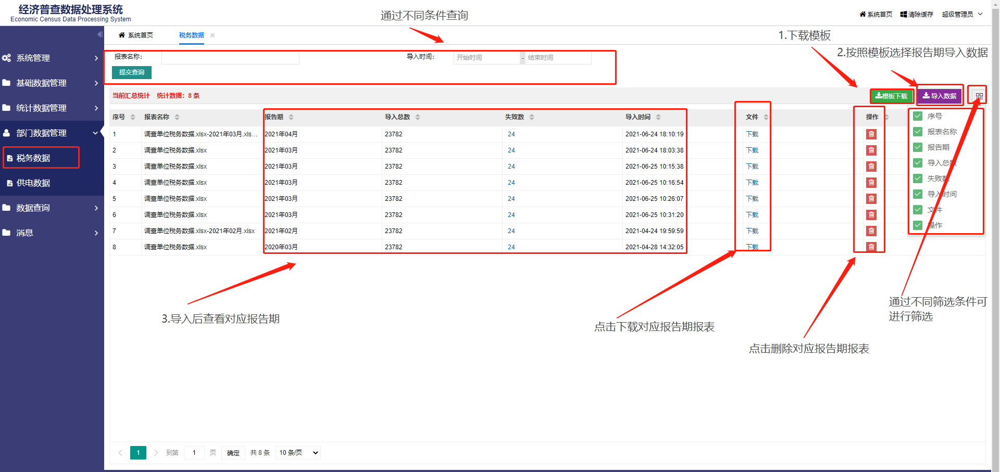 经济普查数据处理系统
Economic Census Data Processing System
通过不同条件查询
系统首页 清除缓存 超级管理员
系统首页 税务数据
1.下载模板
2.按照模板选择报告期导入数据
系统管理
基础数据管理
统计数据管理
部门数据管理
税务数据
供电数据
数据查询
消息
报表名称: 导入时间: 开始时间 - 结束时间
提交查询
当前汇总统计 统计数据: 8 条
模板下载 导入数据
序号 报表名称 报告期 导入总数 失败数 导入时间 文件 操作
1 调查单位税务数据.xlsx-2021年03月.xls... 2021年04月 23782 24 2021-06-24 18:10:19 下载
2 调查单位税务数据.xlsx 2021年03月 23782 24 2021-06-24 18:03:38 下载
3 调查单位税务数据.xlsx 2021年03月 23782 24 2021-06-25 10:15:38 下载
4 调查单位税务数据.xlsx 2021年03月 23782 24 2021-06-25 10:16:54 下载
5 调查单位税务数据.xlsx 2021年03月 23782 24 2021-06-25 10:26:07 下载
6 调查单位税务数据.xlsx 2021年03月 23782 24 2021-06-25 10:31:20 下载
7 调查单位税务数据.xlsx-2021年02月.xlsx 2021年02月 23782 24 2021-04-24 19:59:59 下载
8 调查单位税务数据.xlsx 2020年03月 23782 24 2021-04-28 14:32:05 下载
序号
报表名称
报告期
导入总数
失败数
导入时间
文件
操作
3.导入后查看对应报告期
点击下载对应报告期报表
点击删除对应报告期报表
通过不同筛选条件可
进行筛选
1 到第 1 页 确定 共 8 条 10 条/页